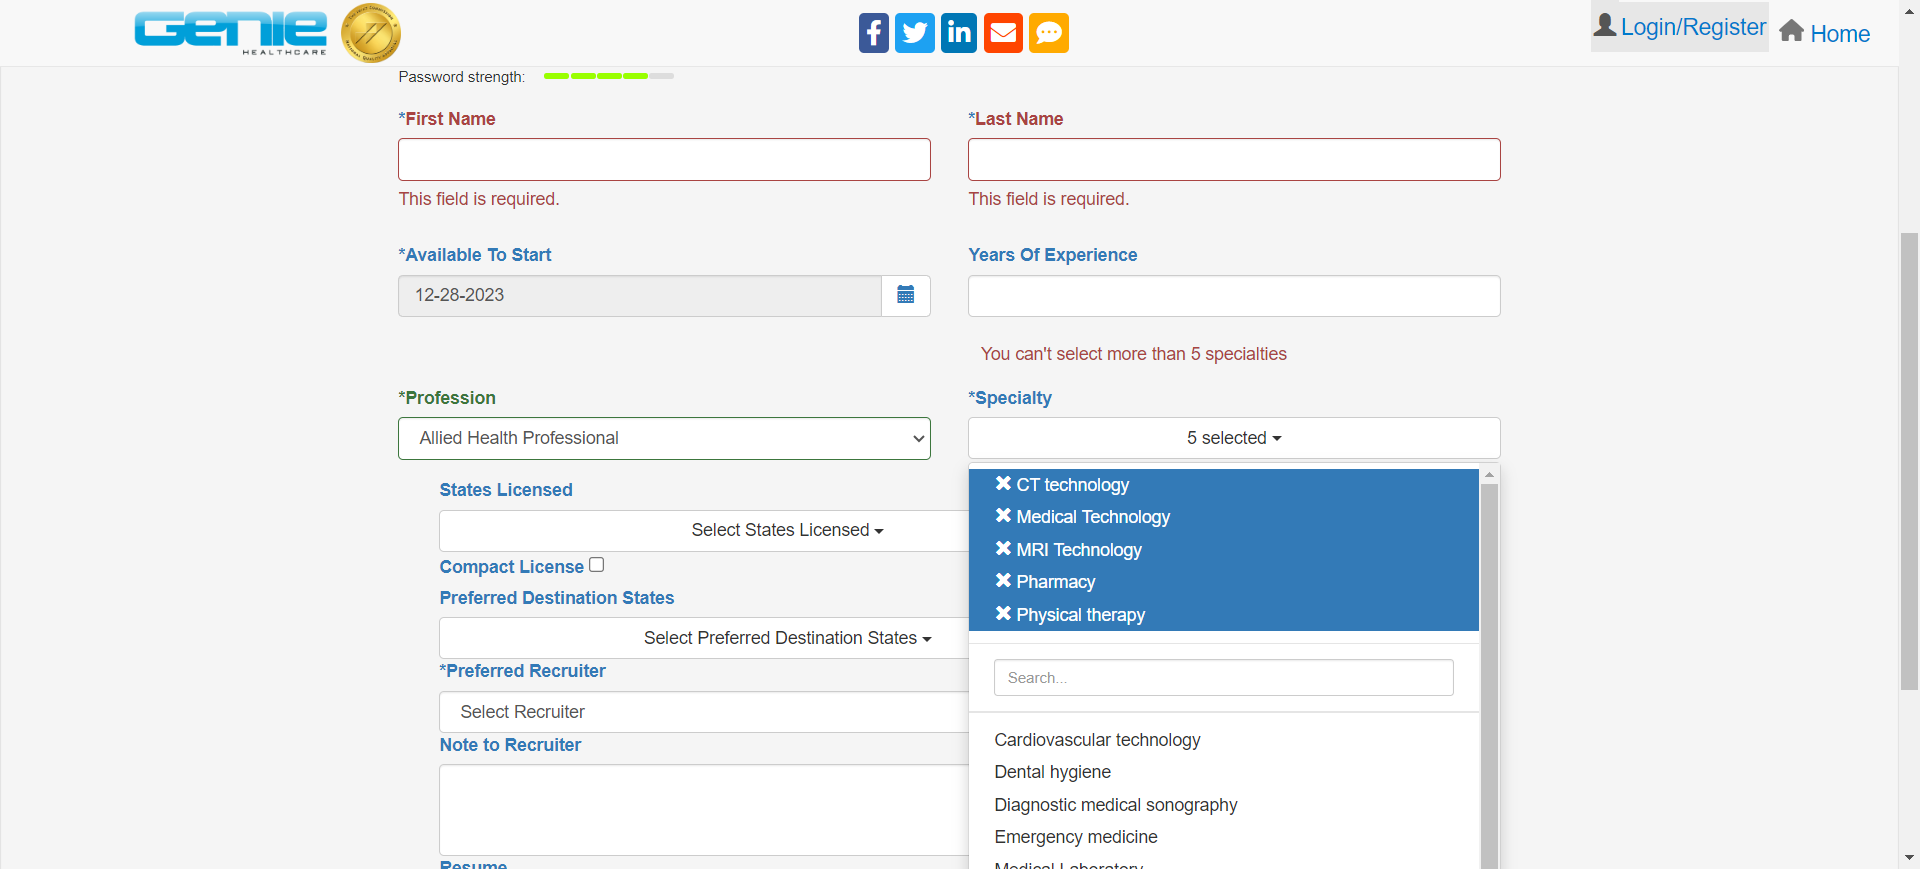 GENIE
HEALTHCARE
Login/Register
Home
Password strength:
*First Name
*Last Name
This field is required.
This field is required.
*Available To Start
Years Of Experience
12-28-2023
You can't select more than 5 specialties
*Profession
*Specialty
Allied Health Professional
5 selected
States Licensed
CT technology
Select States Licensed
Medical Technology
MRI Technology
Compact License
Pharmacy
Preferred Destination States
Physical therapy
Select Preferred Destination States
*Preferred Recruiter
Search...
Select Recruiter
Note to Recruiter
Cardiovascular technology
Dental hygiene
Diagnostic medical sonography
Emergency medicine
Medical Laboratory
Resume